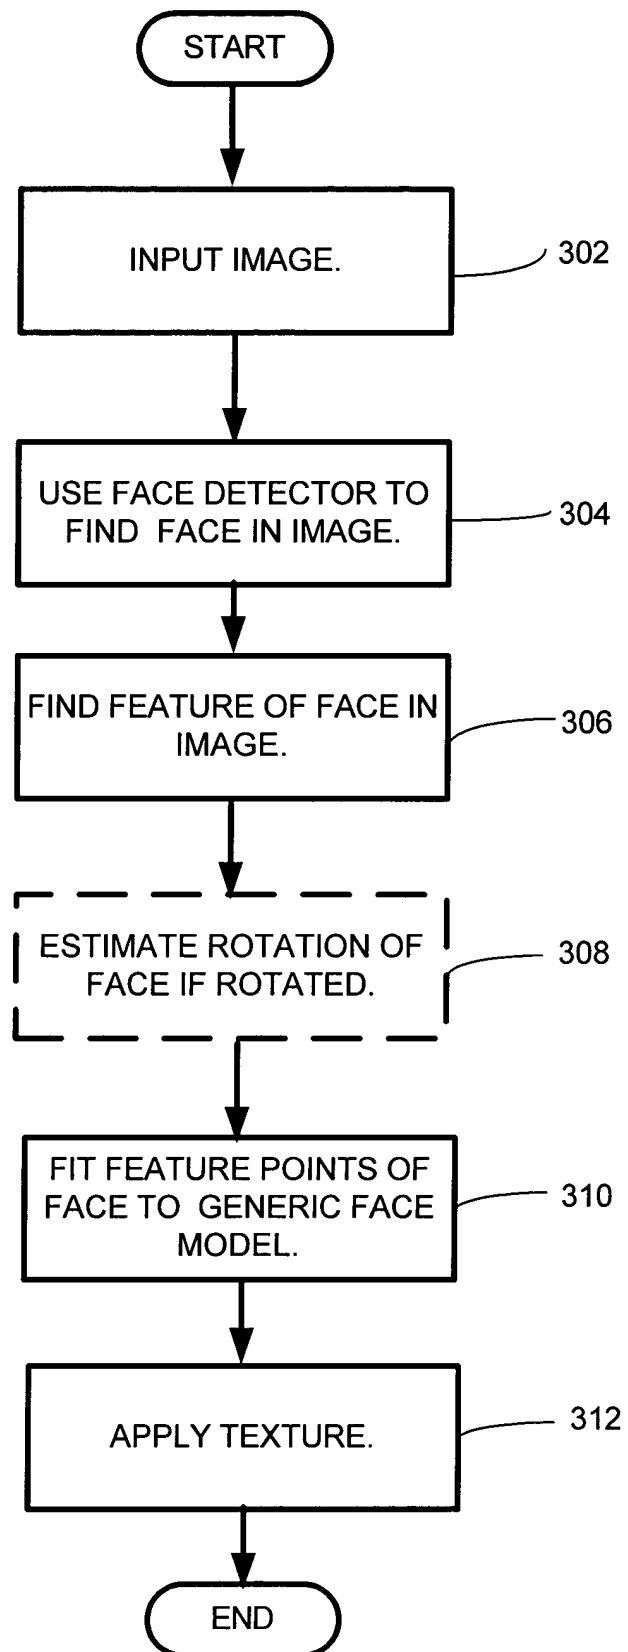 START
INPUT IMAGE.
302
USE FACE DETECTOR TO
FIND FACE IN IMAGE.
304
FIND FEATURE OF FACE IN
IMAGE.
306
ESTIMATE ROTATION OF
FACE IF ROTATED.
308
FIT FEATURE POINTS OF
FACE TO GENERIC FACE
MODEL.
310
APPLY TEXTURE.
312
END